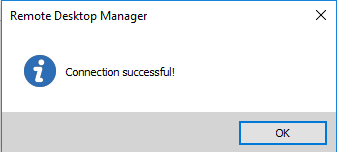 Remote Desktop Manager
Connection successful!
OK